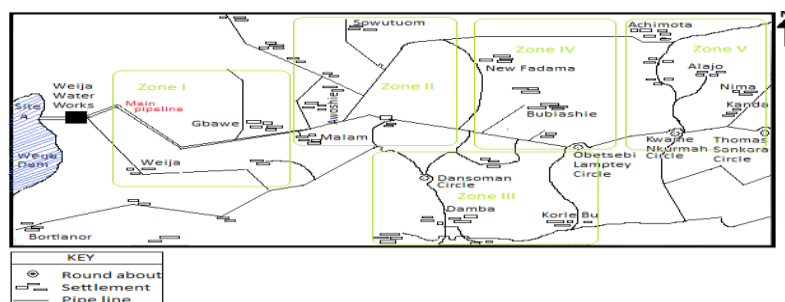 Sowutuom
Achimota
Zone IV
Zone V
Zone I
Zone II
New Fadama
Alajo
Weija
Water
Works
Main
pipeline
Nima
Site
A
Awoshie
Kanda
Gbawe
Bubiashie
Malam
Weija
Dam
Weija
Obetsebi
Lamptey
Circle
Kwame
Nkurmah
Circle
Thomas
Sankara
Circle
Dansoman
Circle
Zone III
Damba
Korle Bu
Bortianor
KEY
Round about
Settlement
Pipe line